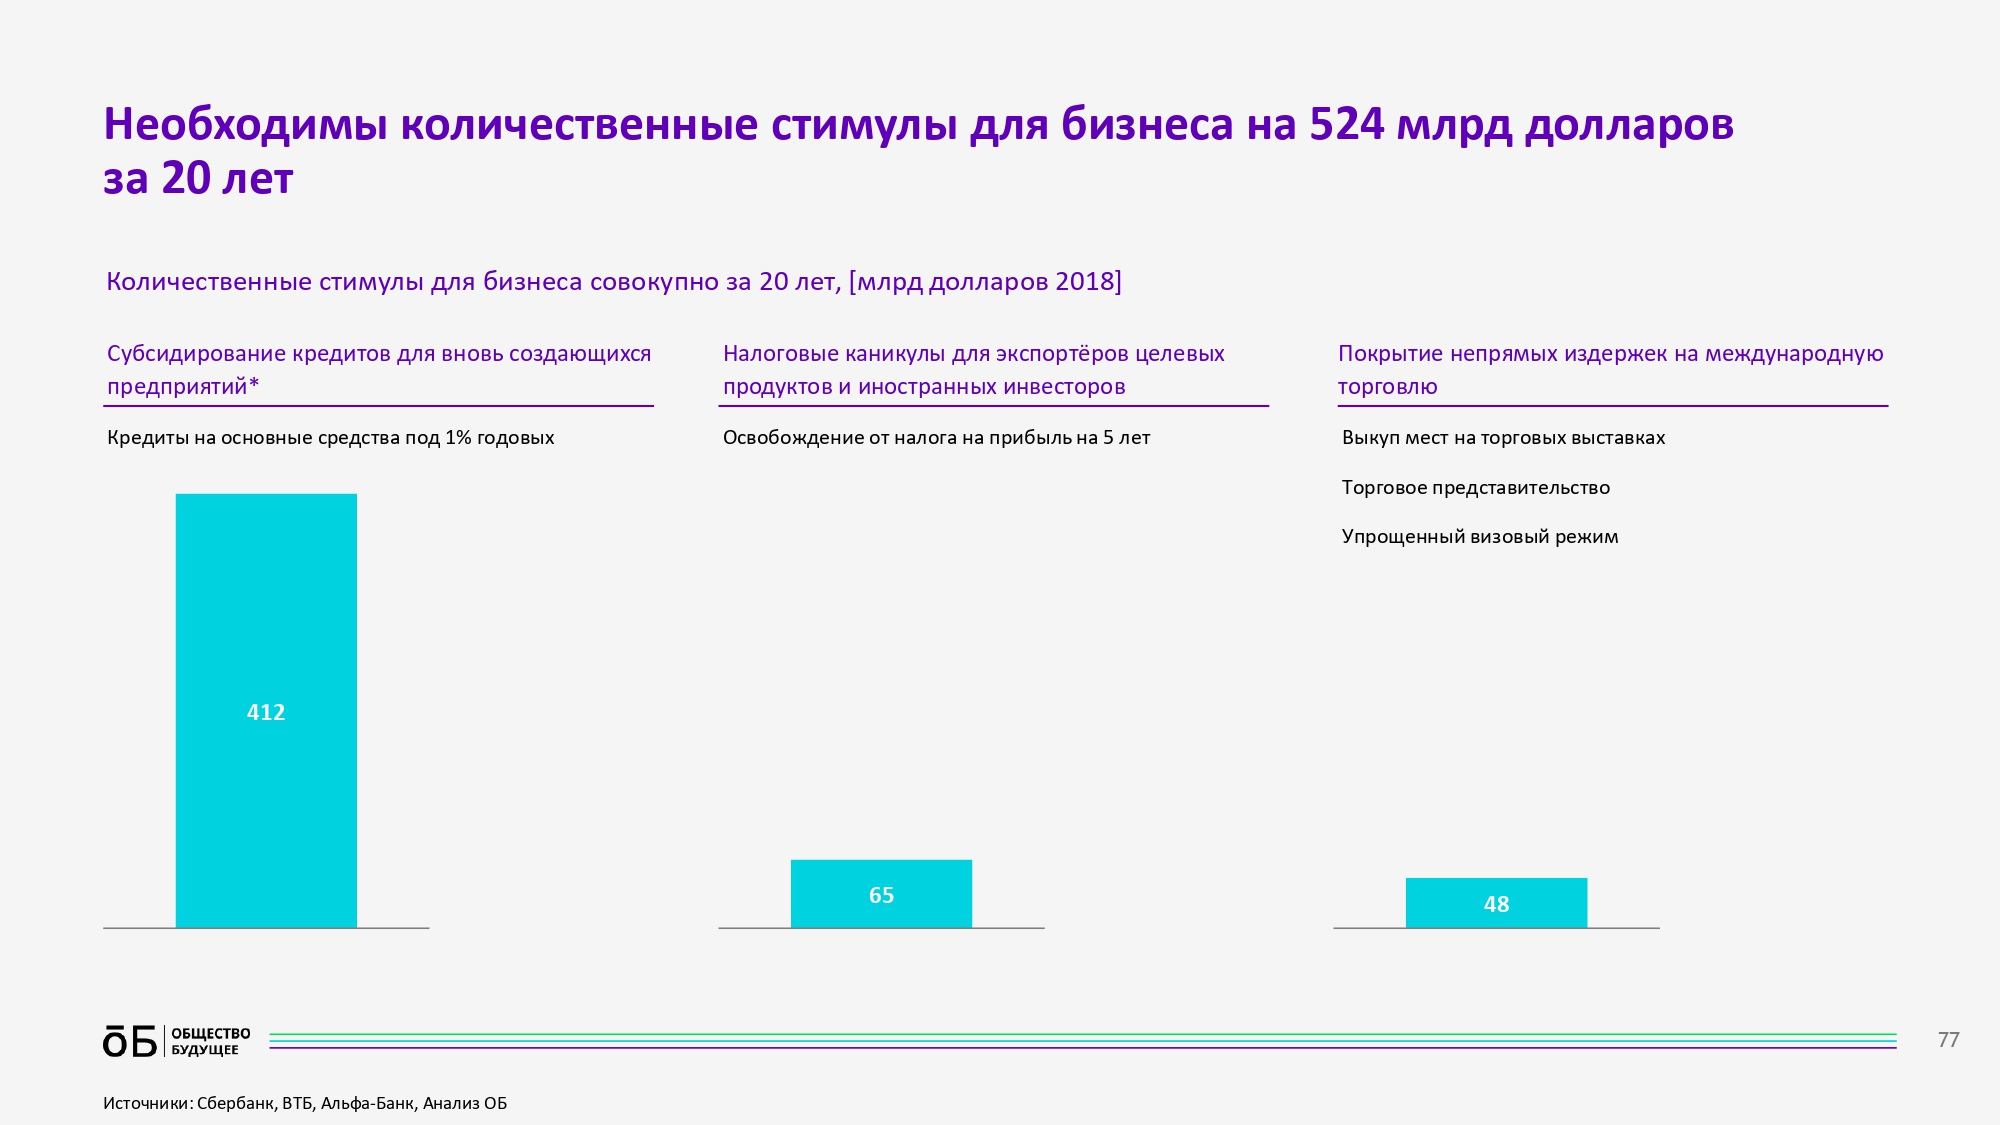 Необходимы количественные стимулы для бизнеса на 524 млрд долларов
за 20 лет
Количественные стимулы для бизнеса совокупно за 20 лет, [млрд долларов 2018]
Субсидирование кредитов для вновь создающихся
предприятий*
Кредиты на основные средства под 1% годовых
412
Налоговые каникулы для экспортёров целевых
продуктов и иностранных инвесторов
Освобождение от налога на прибыль на 5 лет
65
Покрытие непрямых издержек на международную
торговлю
Выкуп мест на торговых выставках
Торговое представительство
Упрощенный визовый режим
48
ōБ ОБЩЕСТВО
БУДУЩЕЕ
77
Источники: Сбербанк, ВТБ, Альфа-Банк, Анализ ОБ